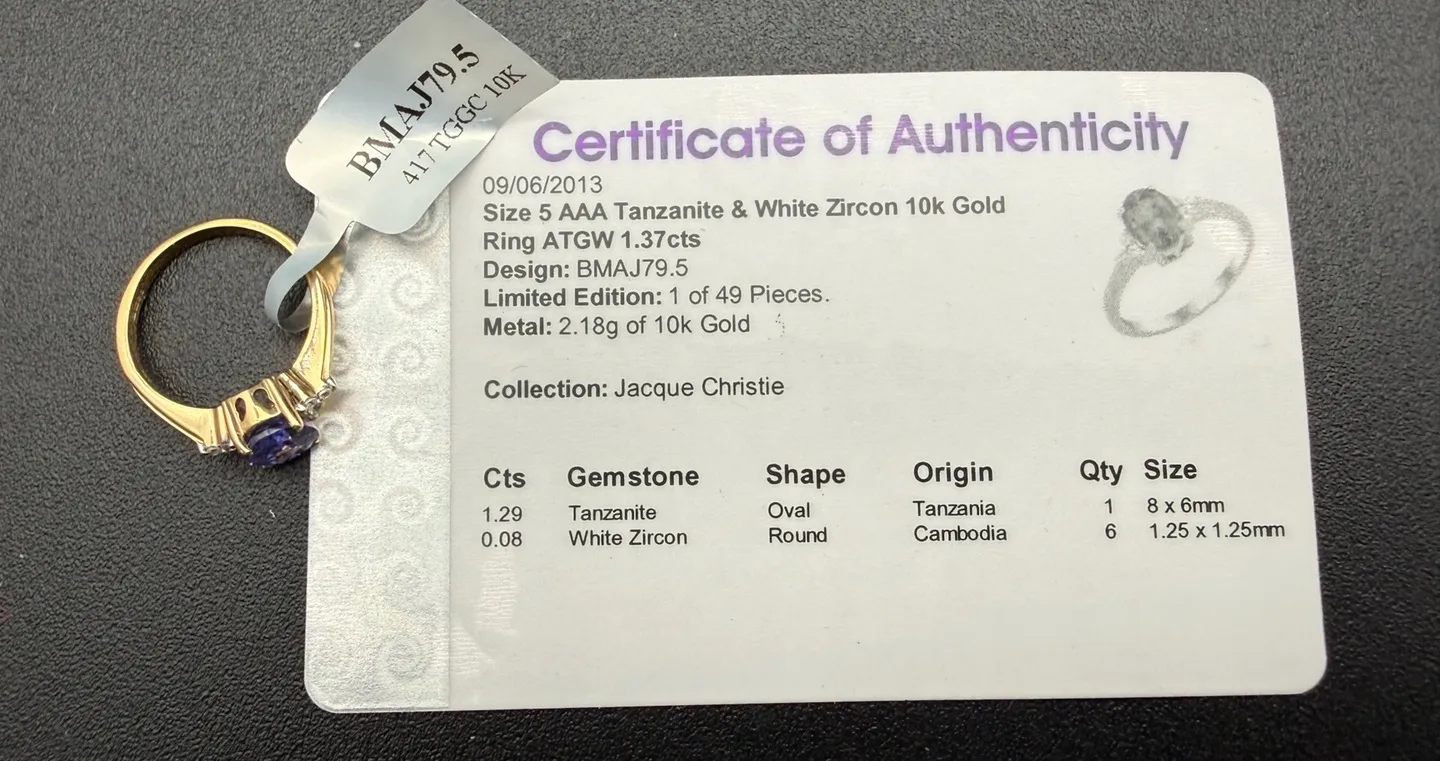 BMAJ79.5
417 TGGC 10K
Certificate of Authenticity
09/06/2013
Size 5 AAA Tanzanite & White Zircon 10k Gold
Ring ATGW 1.37cts
Design: BMAJ79.5
Limited Edition: 1 of 49 Pieces.
Metal: 2.18g of 10k Gold
Collection: Jacque Christie
Cts Gemstone Shape Origin Qty Size
1.29 Tanzanite Oval Tanzania 1 8 x 6mm
0.08 White Zircon Round Cambodia 6 1.25 x 1.25mm